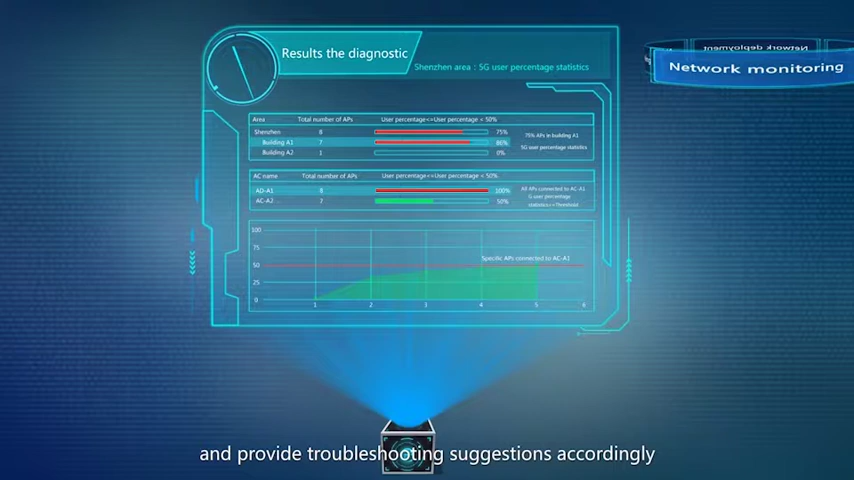 Results the diagnostic
Shenzhen area : 5G user percentage statistics
Network deployment
Network monitoring
Area Total number of APs User percentage<=User percentage < 50%
Shenzhen 8 75%
Building A1 7 86%
Building A2 1 0%
75% APs in building A1
5G user percentage statistics
AC name Total number of APs User percentage<=User percentage < 50%
AD-A1 8 100%
AC-A2 7 50%
All APs connected to AC-A1
G user percentage
statistics<Threshold
100
75
50
25
0
Specific APs connected to AC-A1
1 2 3 4 5 6
and provide troubleshooting suggestions accordingly